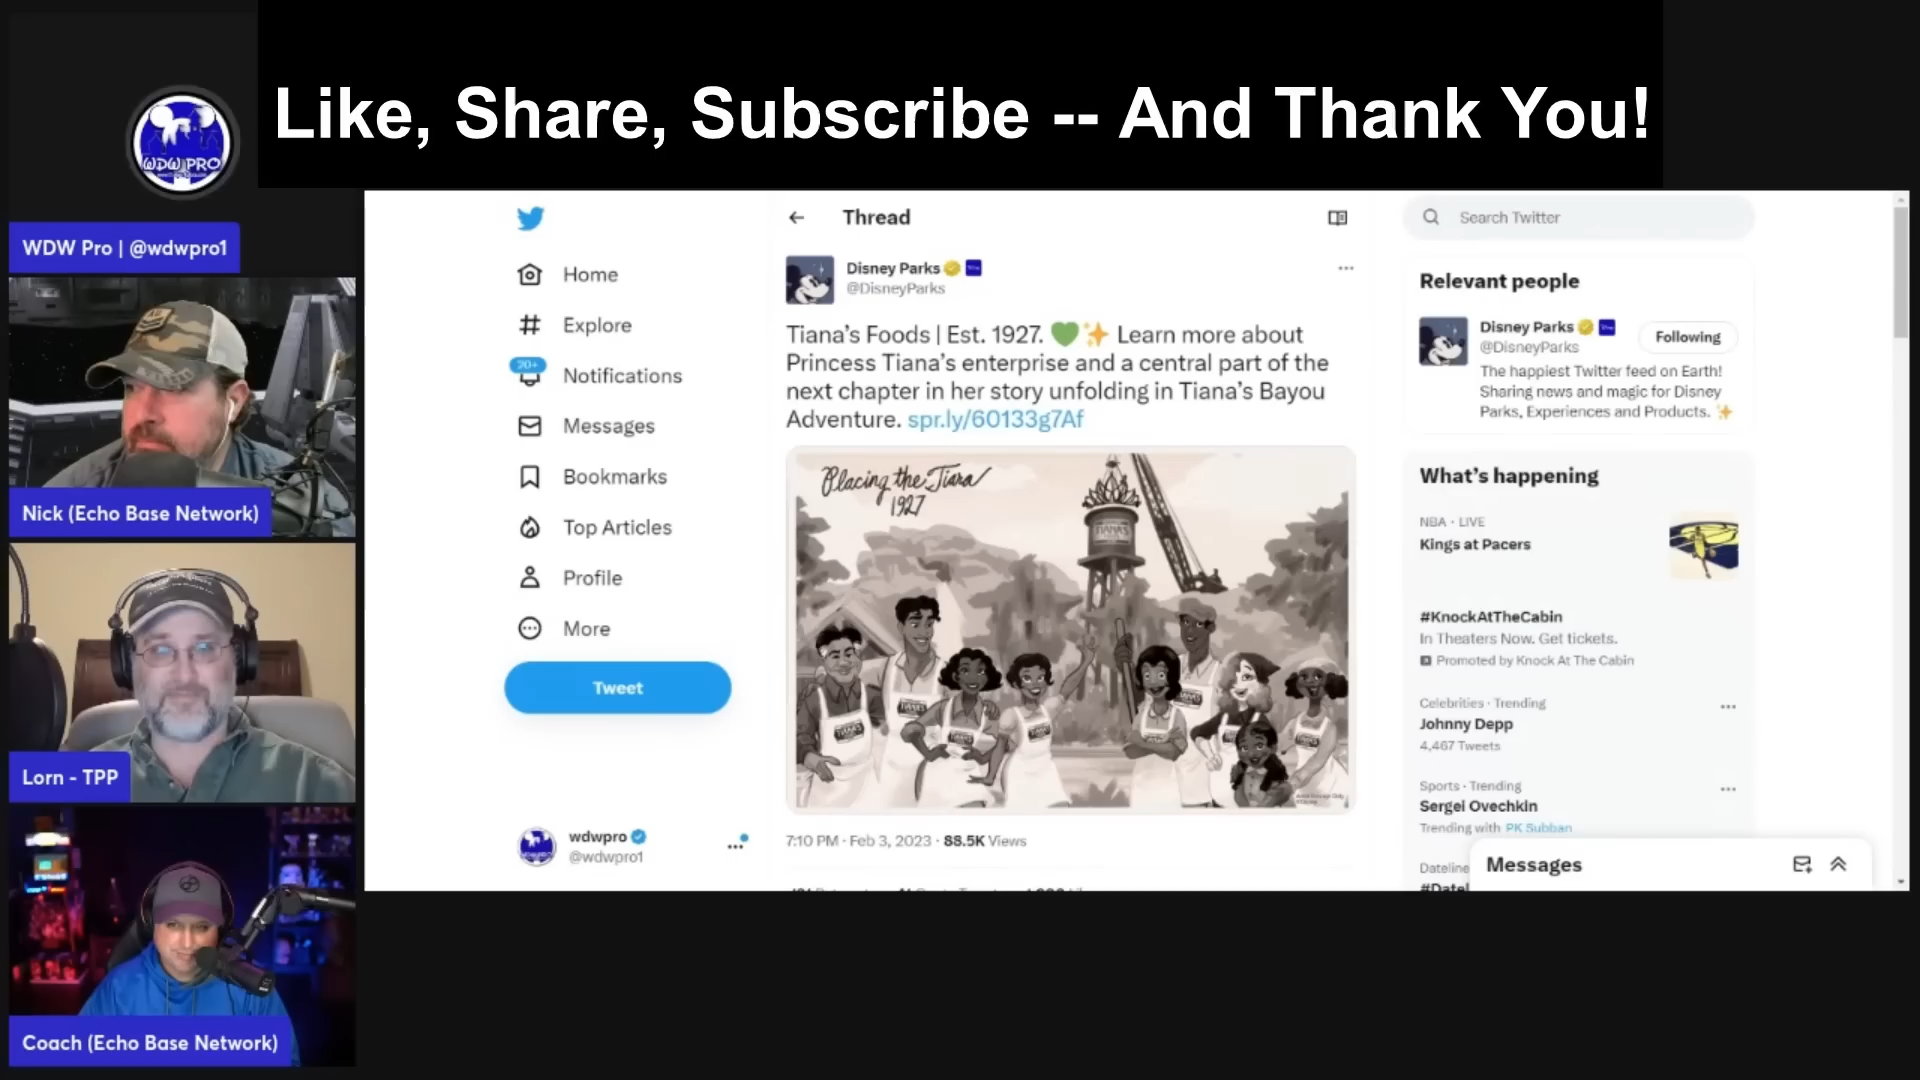 Like, Share, Subscribe -- And Thank You!
WDW PRO
WDW Pro | @wdwpro1
Nick (Echo Base Network)
Lorn - TPP
Coach (Echo Base Network)
Home
Explore
20+
Notifications
Messages
Bookmarks
Top Articles
Profile
More
Tweet
wdwpro
@wdwpro1
Thread
Disney Parks
@DisneyParks
Tiana's Foods | Est. 1927. 💚✨ Learn more about
Princess Tiana's enterprise and a central part of the
next chapter in her story unfolding in Tiana's Bayou
Adventure. spr.ly/60133g7Af
Placing the Tiara
1927
TIANA'S
7:10 PM · Feb 3, 2023 · 88.5K Views
Search Twitter
Relevant people
Disney Parks
@DisneyParks
Following
The happiest Twitter feed on Earth!
Sharing news and magic for Disney
Parks, Experiences and Products. ✨
What's happening
NBA · LIVE
Kings at Pacers
#KnockAtTheCabin
In Theaters Now. Get tickets.
Promoted by Knock At The Cabin
Celebrities · Trending
Johnny Depp
4,467 Tweets
Sports · Trending
Sergei Ovechkin
Trending with PK Subban
Dateline
#Datel
Messages